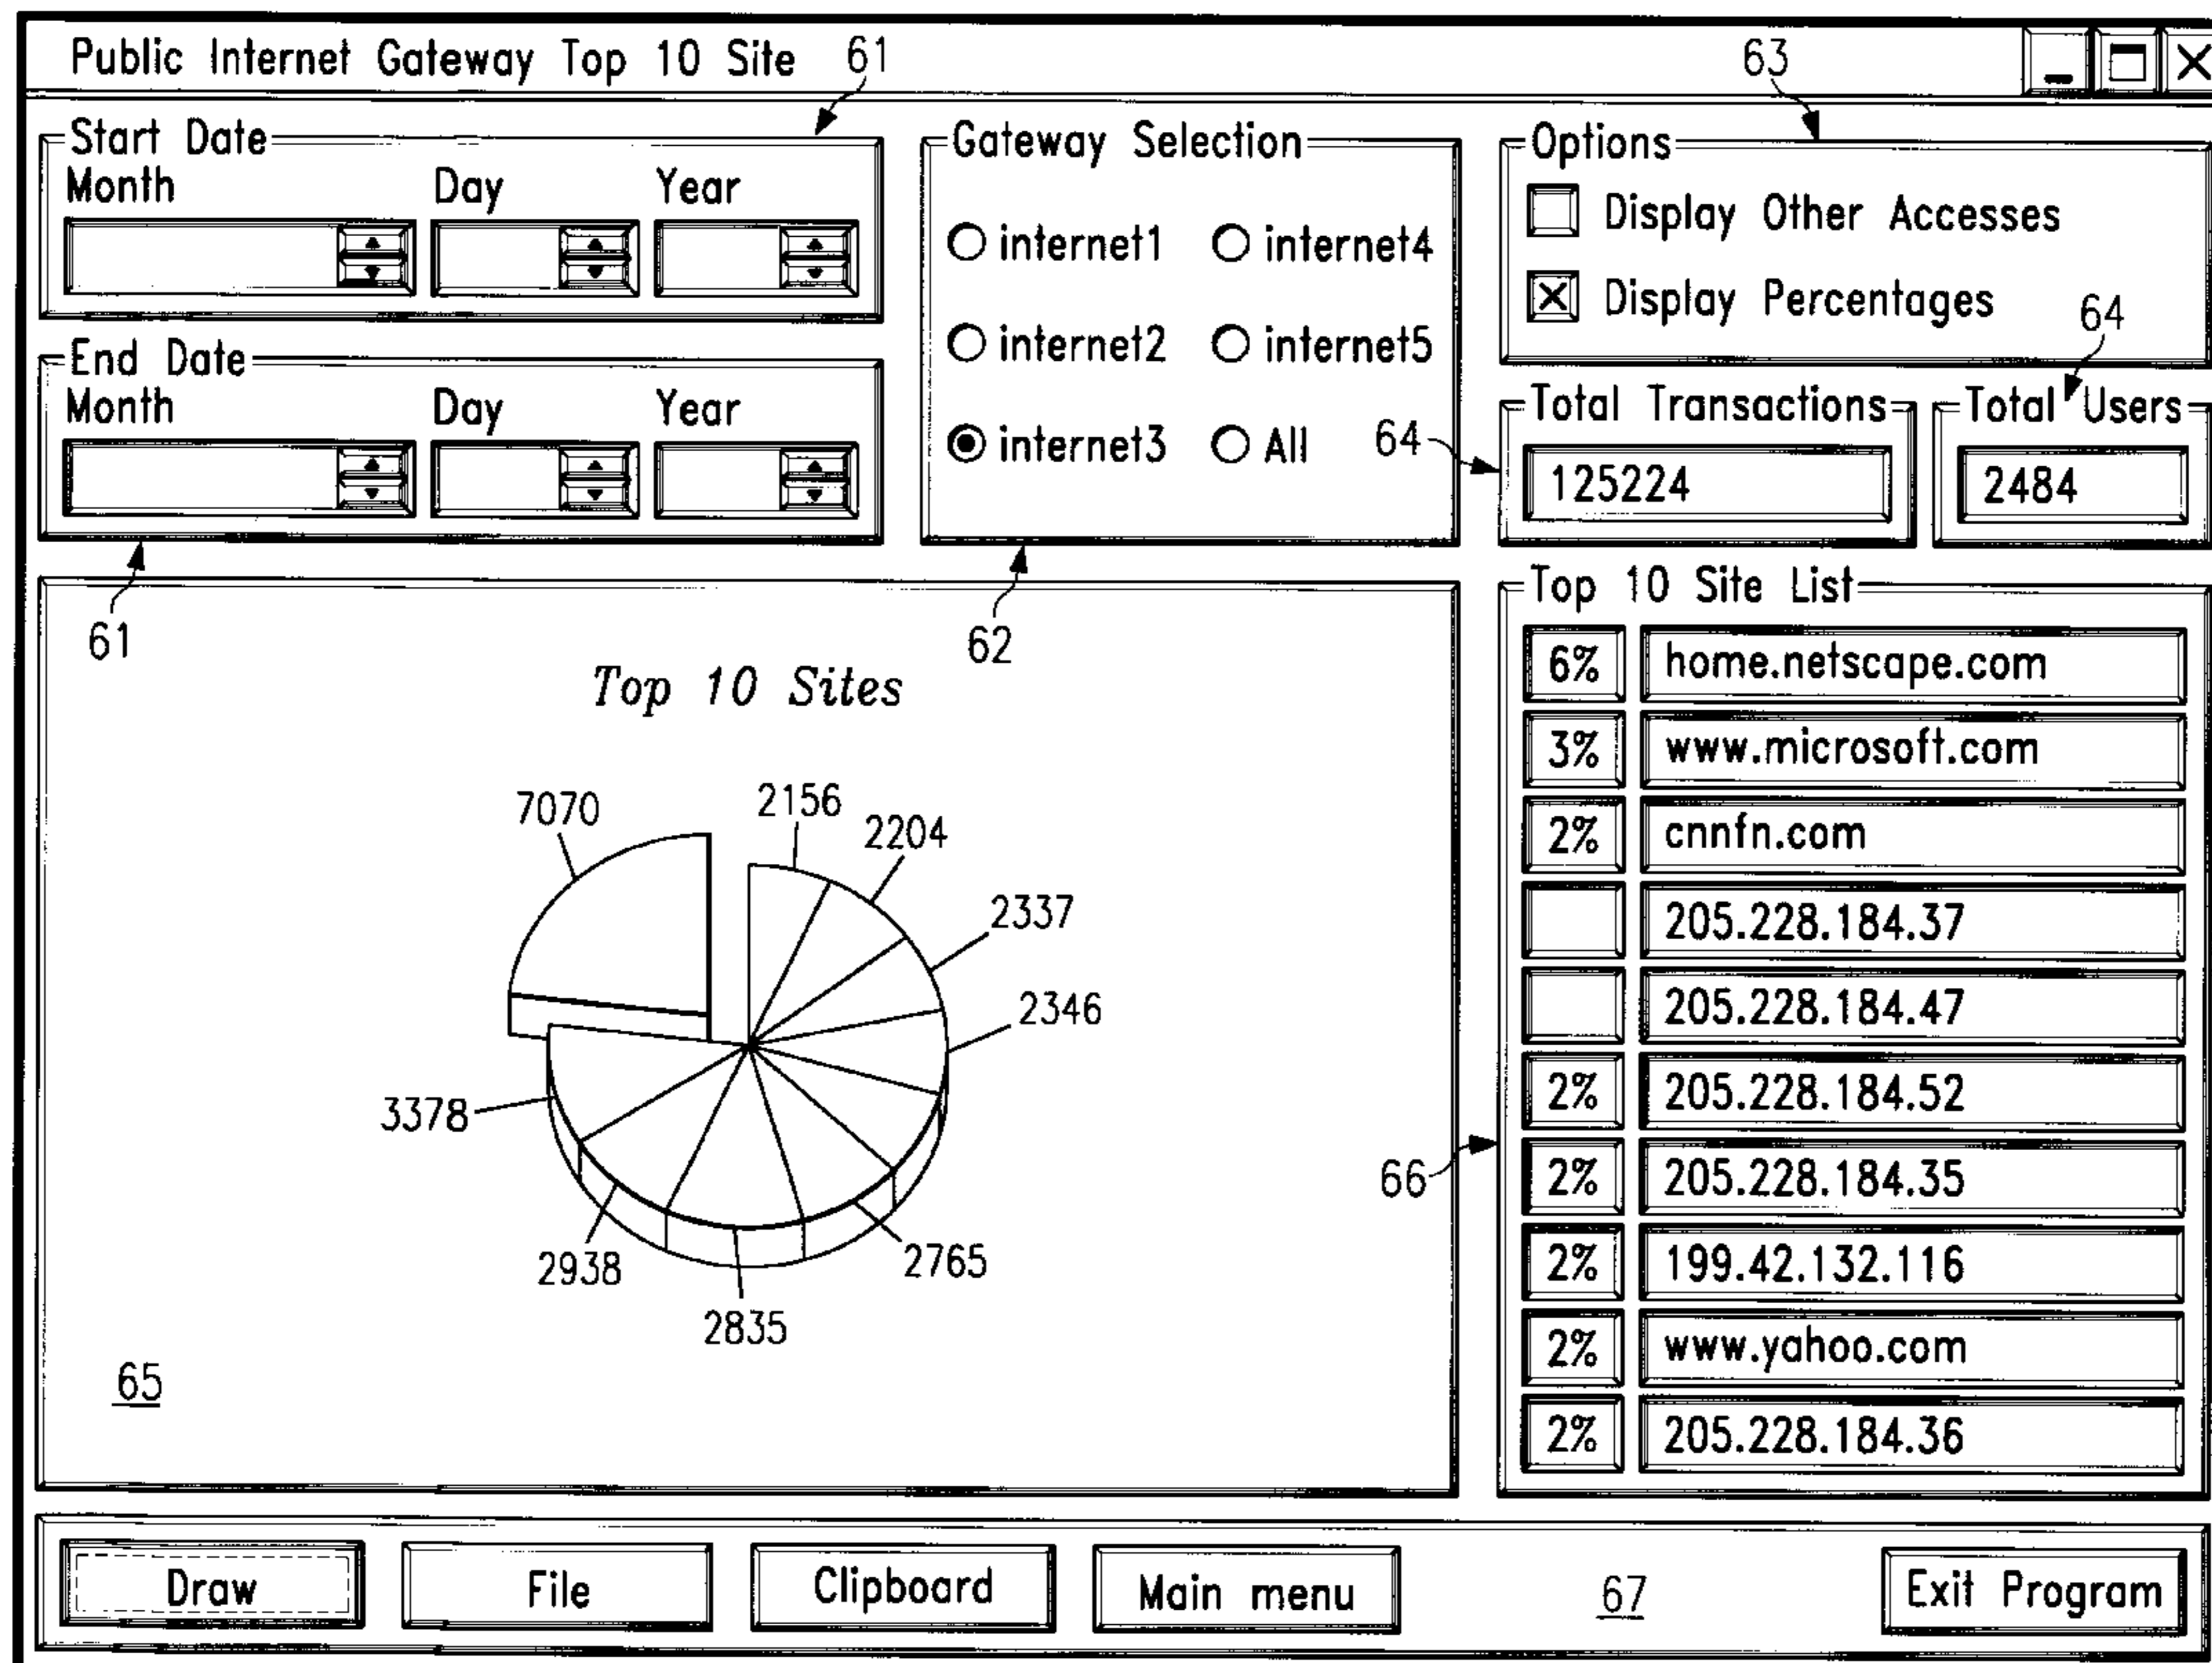 Public Internet Gateway Top 10 Site
61
63
Start Date
Month Day Year
Gateway Selection
internet1 internet4
internet2 internet5
internet3 All
Options
Display Other Accesses
Display Percentages
64
End Date
Month Day Year
Total Transactions
125224
64
Total Users
2484
61
62
Top 10 Sites
7070
2156
2204
2337
2346
3378
2938
2835
2765
65
Top 10 Site List
6% home.netscape.com
3% www.microsoft.com
2% cnnfn.com
205.228.184.37
205.228.184.47
2% 205.228.184.52
2% 205.228.184.35
2% 199.42.132.116
2% www.yahoo.com
2% 205.228.184.36
66
Draw File Clipboard Main menu 67 Exit Program